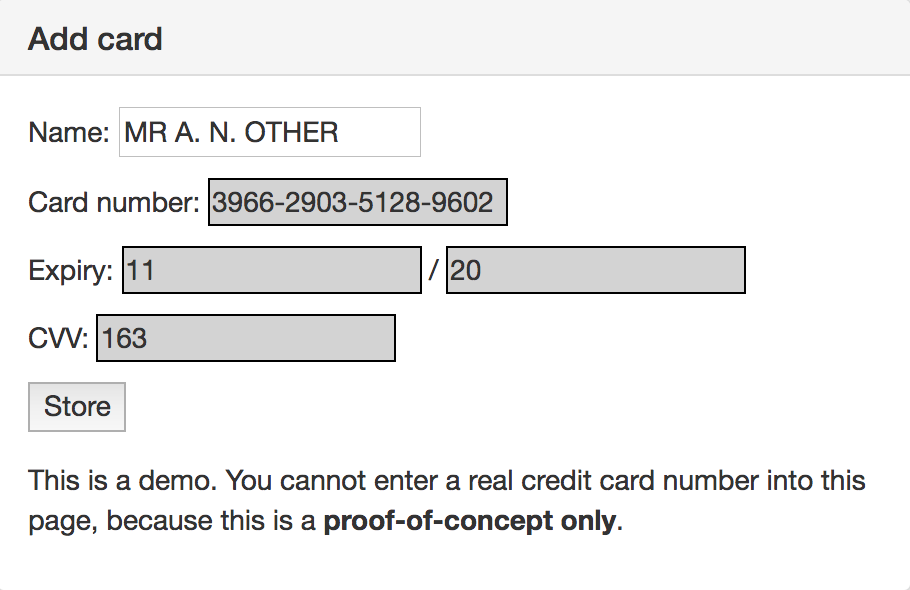 Add card
Name: MR A. N. OTHER
Card number: 3966-2903-5128-9602
Expiry: 11 / 20
CVV: 163
Store
This is a demo. You cannot enter a real credit card number into this
page, because this is a proof-of-concept only.